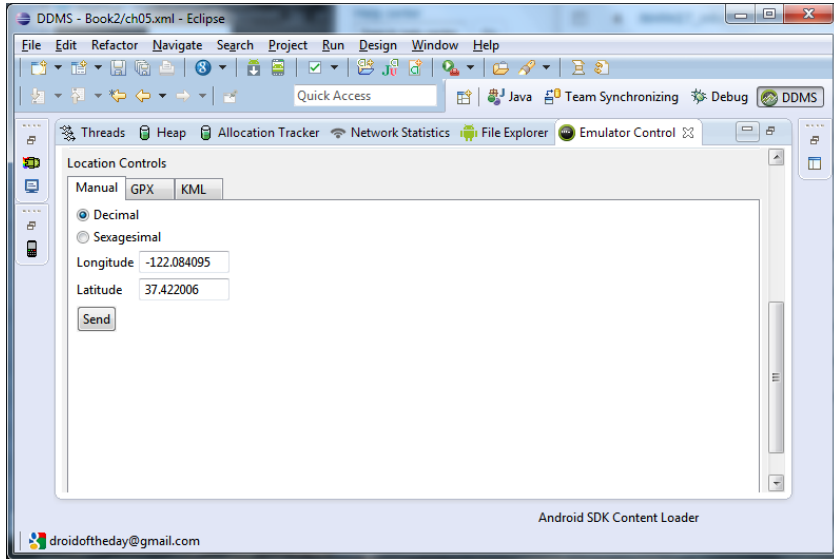 DDMS - Book2/ch05.xml - Eclipse
File Edit Refactor Navigate Search Project Run Design Window Help
Quick Access Java Team Synchronizing Debug DDMS
Threads Heap Allocation Tracker Network Statistics File Explorer Emulator Control
Location Controls
Manual GPX KML
Decimal
Sexagesimal
Longitude -122.084095
Latitude 37.422006
Send
Android SDK Content Loader
droidoftheday@gmail.com